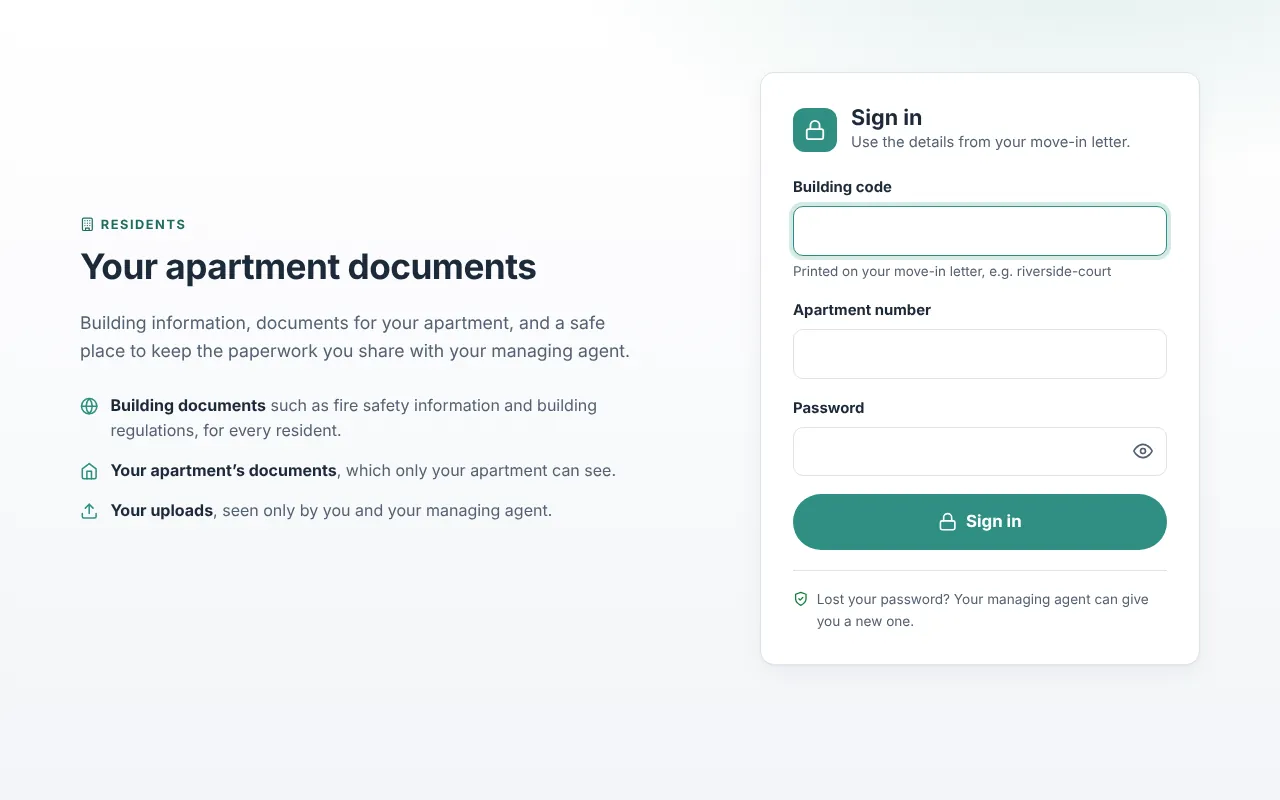 RESIDENTS
Your apartment documents
Building information, documents for your apartment, and a safe
place to keep the paperwork you share with your managing agent.
Building documents such as fire safety information and building
regulations, for every resident.
Your apartment’s documents, which only your apartment can see.
Your uploads, seen only by you and your managing agent.
Sign in
Use the details from your move-in letter.
Building code
Printed on your move-in letter, e.g. riverside-court
Apartment number
Password
Sign in
Lost your password? Your managing agent can give
you a new one.